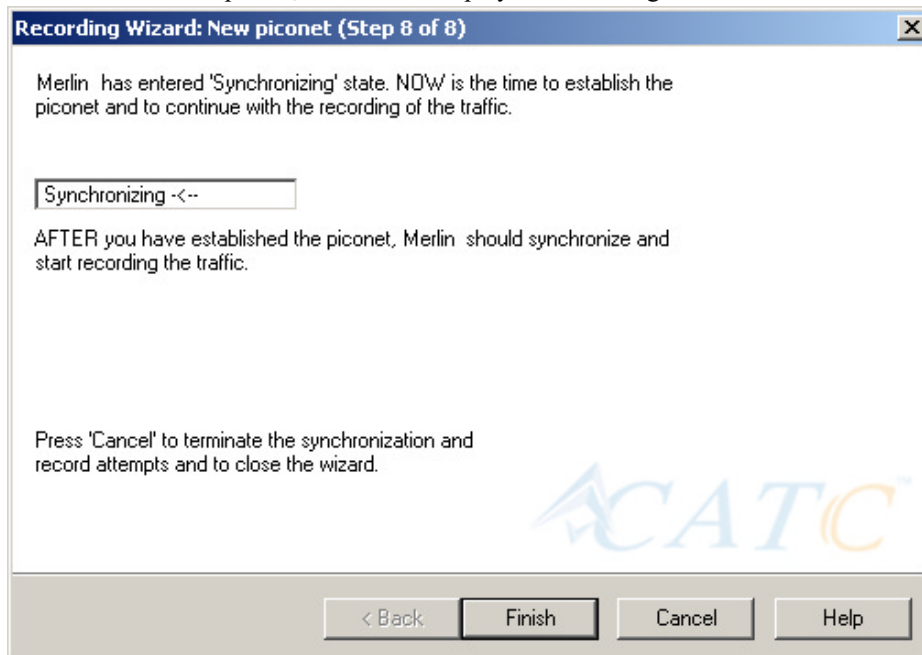 Recording Wizard: New piconet (Step 8 of 8)
Merlin has entered 'Synchronizing' state. NOW is the time to establish the
piconet and to continue with the recording of the traffic.
Synchronizing -<--
AFTER you have established the piconet, Merlin should synchronize and
start recording the traffic.
Press 'Cancel' to terminate the synchronization and
record attempts and to close the wizard.
CATC™
< Back
Finish
Cancel
Help